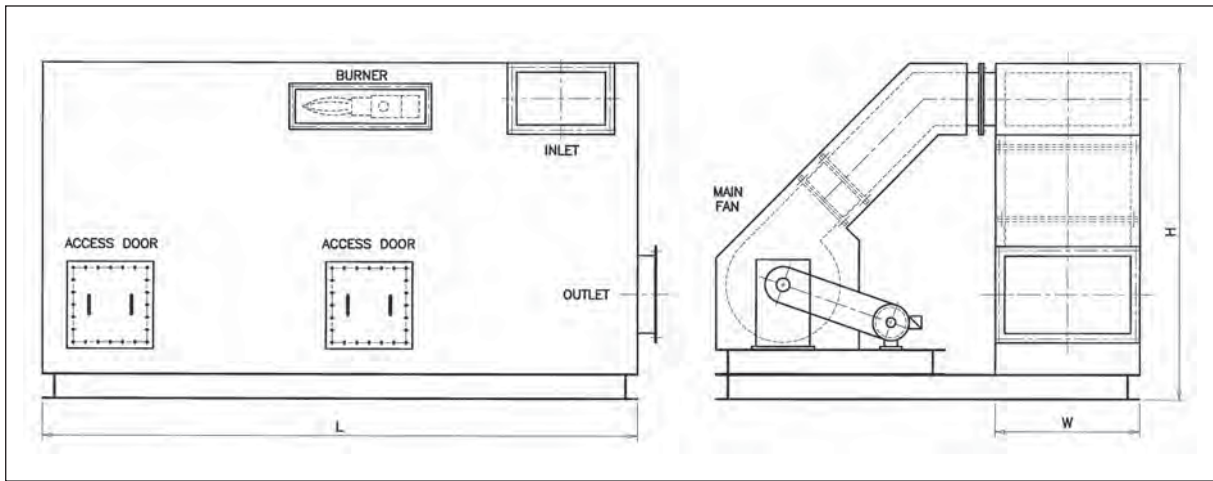 BURNER
INLET
ACCESS DOOR
ACCESS DOOR
OUTLET
L
MAIN
FAN
H
W